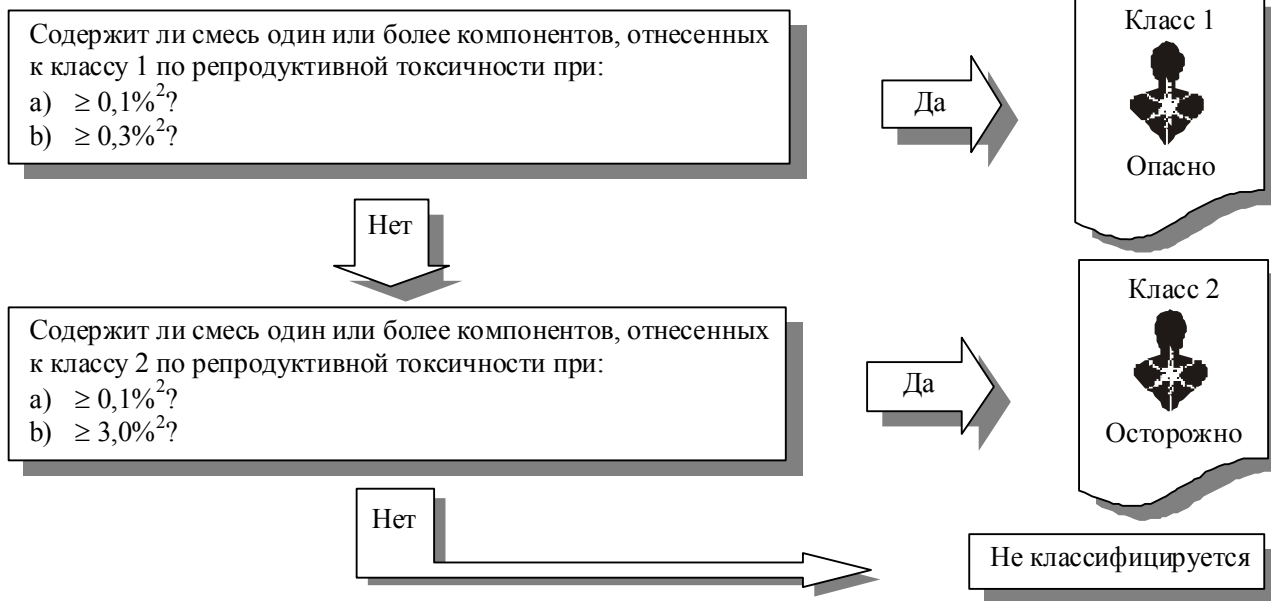 Содержит ли смесь один или более компонентов, отнесенных
к классу 1 по репродуктивной токсичности при:
a) ≥ 0,1%²?
b) ≥ 0,3%²?
Да
Класс 1
Опасно
Нет
Содержит ли смесь один или более компонентов, отнесенных
к классу 2 по репродуктивной токсичности при:
a) ≥ 0,1%²?
b) ≥ 3,0%²?
Да
Класс 2
Осторожно
Нет
Не классифицируется